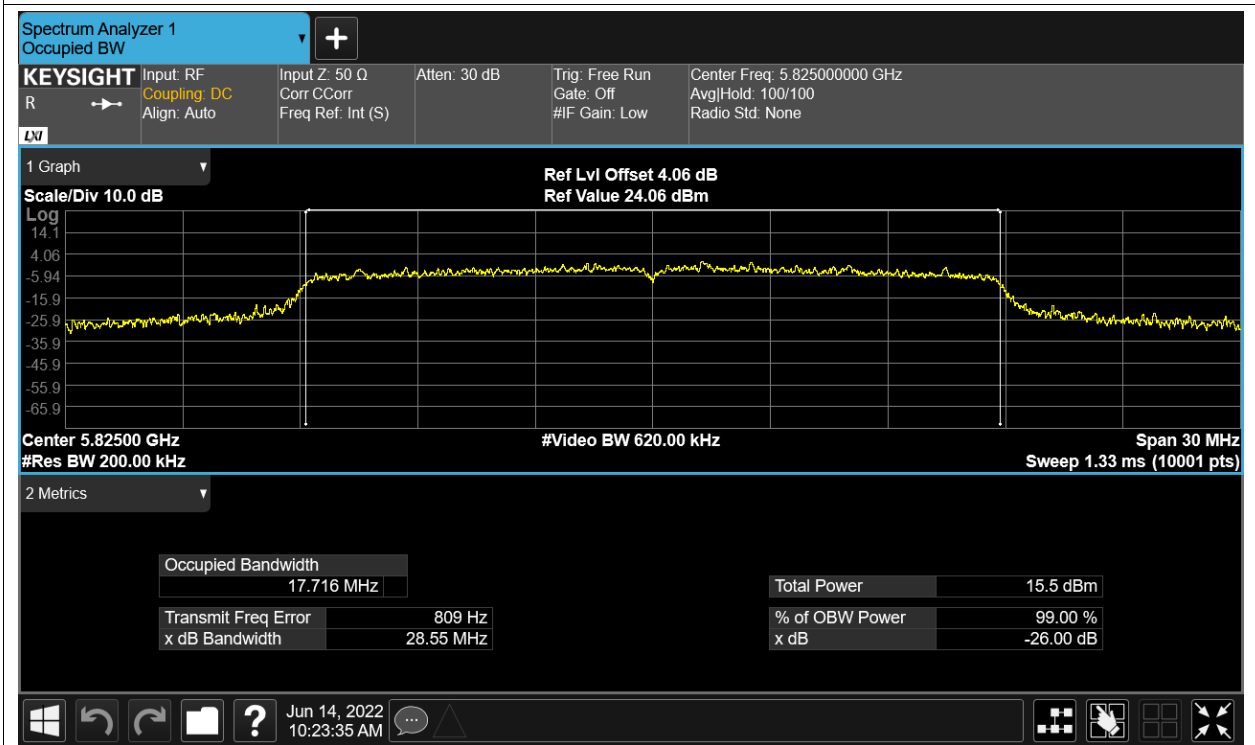 Spectrum Analyzer 1
Occupied BW
KEYSIGHT
R
LXI
Input: RF
Coupling: DC
Align: Auto
Input Z: 50 Ω
Corr CCorr
Freq Ref: Int (S)
Atten: 30 dB
Trig: Free Run
Gate: Off
#IF Gain: Low
Center Freq: 5.825000000 GHz
Avg|Hold: 100/100
Radio Std: None
1 Graph
Scale/Div 10.0 dB
Ref Lvl Offset 4.06 dB
Ref Value 24.06 dBm
Log
14.1
4.06
-5.94
-15.9
-25.9
-35.9
-45.9
-55.9
-65.9
Center 5.82500 GHz
#Res BW 200.00 kHz
#Video BW 620.00 kHz
Span 30 MHz
Sweep 1.33 ms (10001 pts)
2 Metrics
Occupied Bandwidth
17.716 MHz
Transmit Freq Error 809 Hz
x dB Bandwidth 28.55 MHz
Total Power 15.5 dBm
% of OBW Power 99.00 %
x dB -26.00 dB
?
Jun 14, 2022
10:23:35 AM